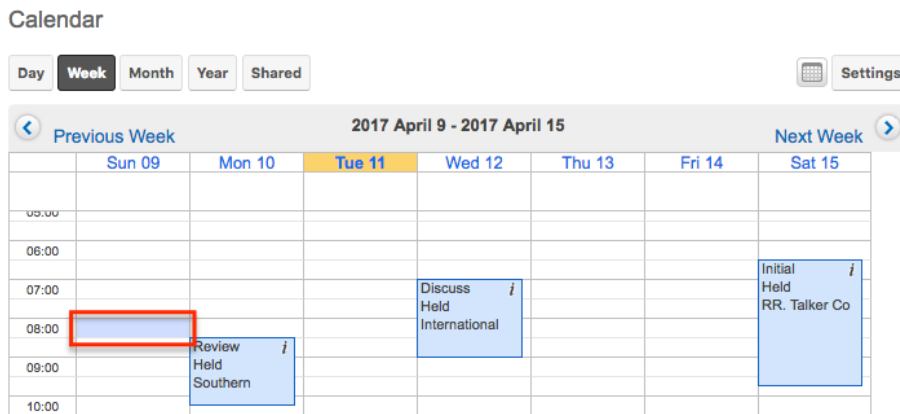 Calendar
Day Week Month Year Shared Settings
Previous Week 2017 April 9 - 2017 April 15 Next Week
Sun 09 Mon 10 Tue 11 Wed 12 Thu 13 Fri 14 Sat 15
05:00
06:00
Initial i
07:00 Discuss i Held
Held RR. Talker Co
08:00 International
Review i
09:00 Held
Southern
10:00